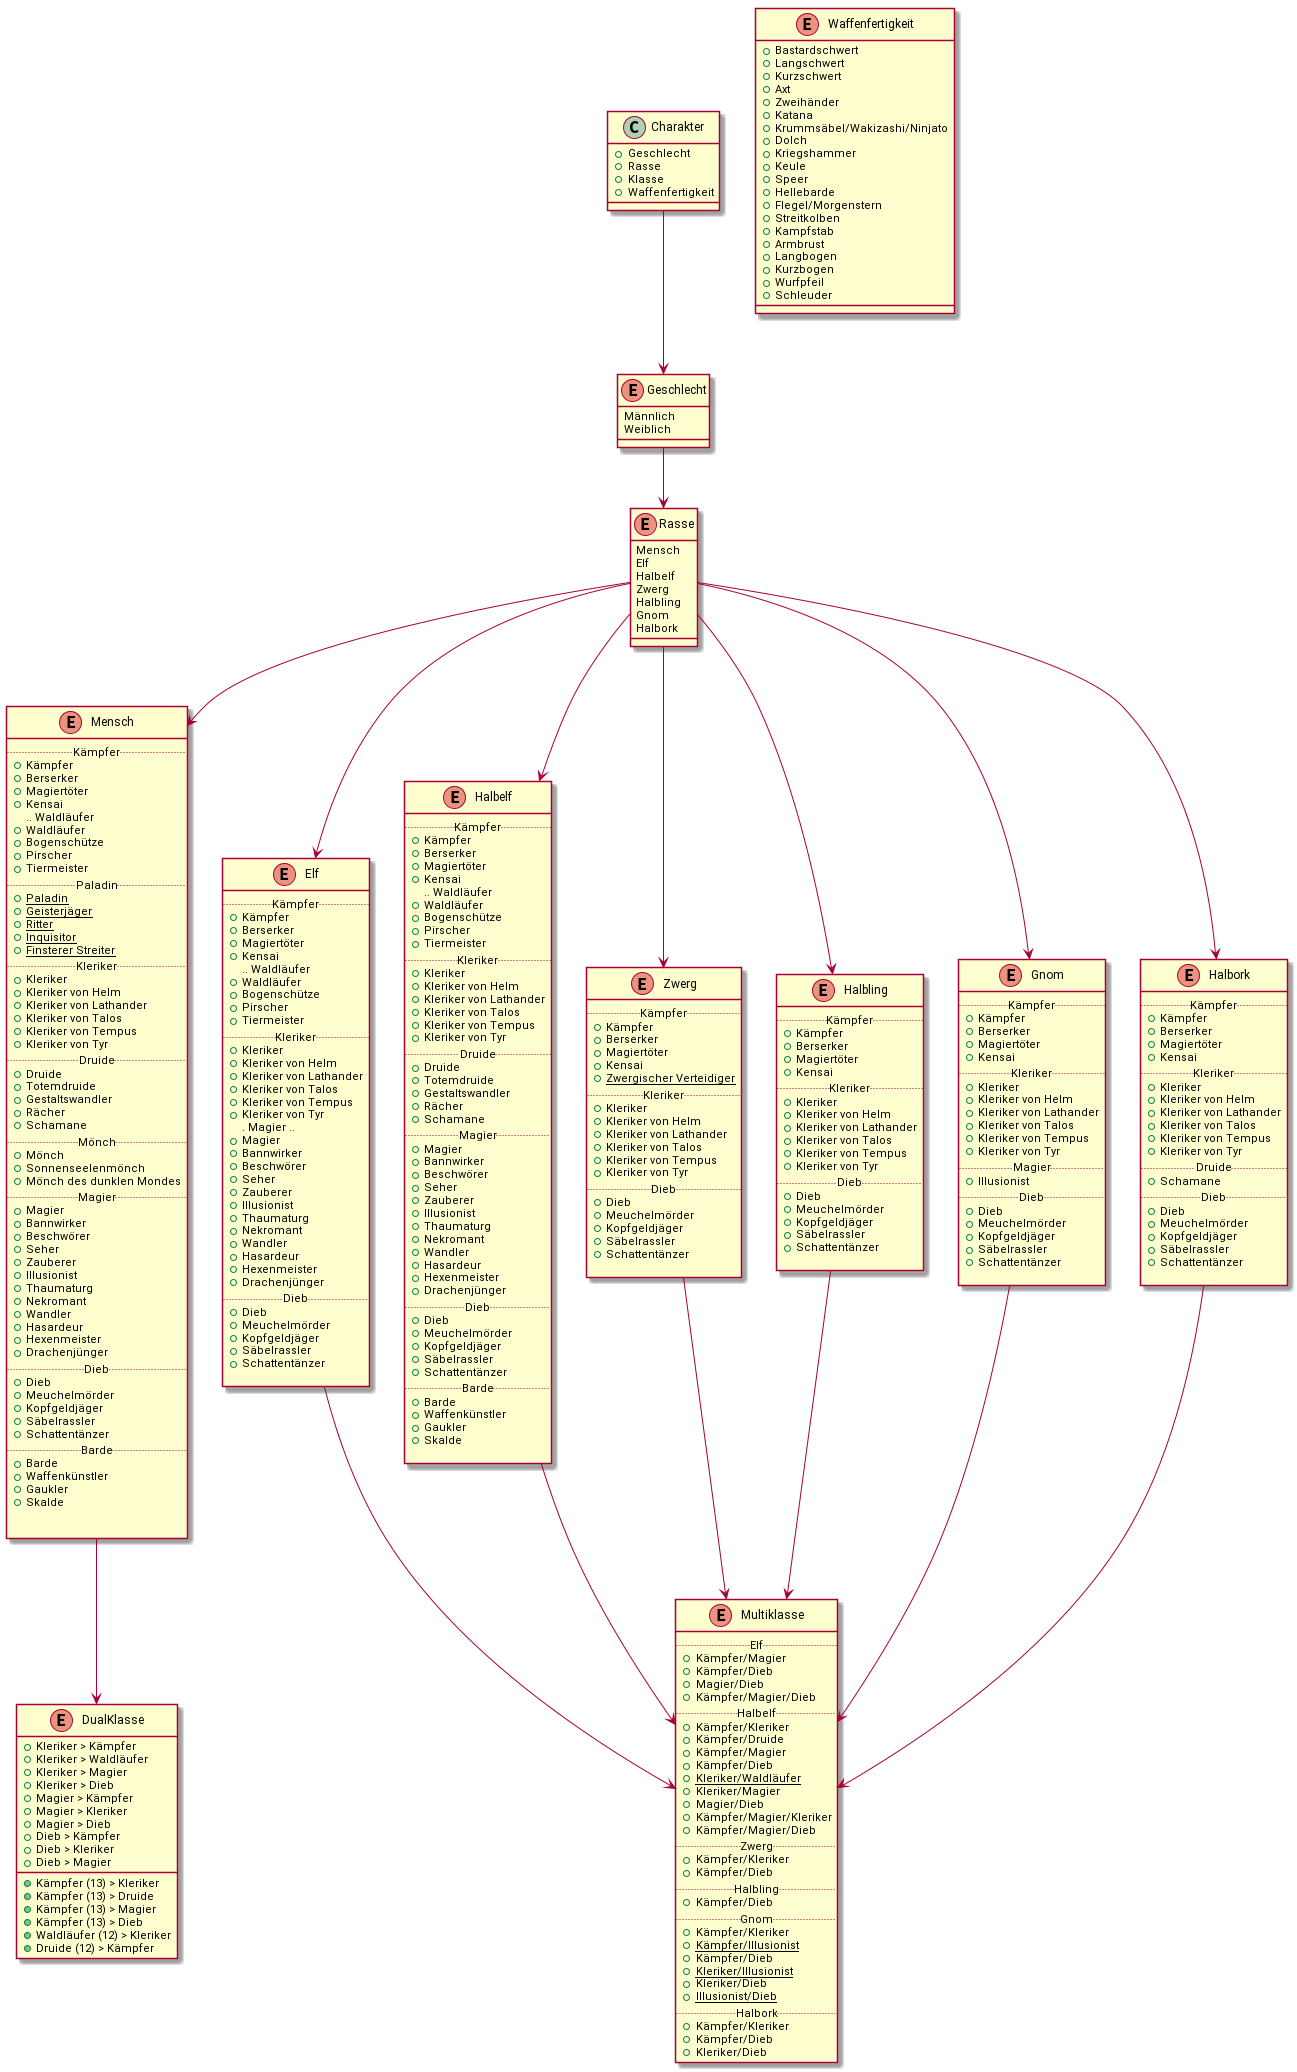 E Waffenfertigkeit
Bastardschwert
Langschwert
Kurzschwert
Axt
Zweihänder
Katana
Krummsäbel/Wakizashi/Ninjato
Dolch
Kriegshammer
Keule
Speer
Hellebarde
Flegel/Morgenstern
Streitkolben
Kampfstab
Armbrust
Langbogen
Kurzbogen
Wurfpfeil
Schleuder
C Charakter
Geschlecht
Rasse
Klasse
Waffenfertigkeit
E Geschlecht
Männlich
Weiblich
E Rasse
Mensch
Elf
Halbelf
Zwerg
Halbling
Gnom
Halbork
E Mensch
Kämpfer
Kämpfer
Berserker
Magiertöter
Kensai
.. Waldläufer
Waldläufer
Bogenschütze
Pirscher
Tiermeister
Paladin
Paladin
Geisterjäger
Ritter
Inquisitor
Finsterer Streiter
Kleriker
Kleriker
Kleriker von Helm
Kleriker von Lathander
Kleriker von Talos
Kleriker von Tempus
Kleriker von Tyr
Druide
Druide
Totemdruide
Gestaltswandler
Rächer
Schamane
Mönch
Mönch
Sonnenseelenmönch
Mönch des dunklen Mondes
Magier
Magier
Bannwirker
Beschwörer
Seher
Zauberer
Illusionist
Thaumaturg
Nekromant
Wandler
Hasardeur
Hexenmeister
Drachenjünger
Dieb
Dieb
Meuchelmörder
Kopfgeldjäger
Säbelrassler
Schattentänzer
Barde
Barde
Waffenkünstler
Gaukler
Skalde
E Elf
Kämpfer
Kämpfer
Berserker
Magiertöter
Kensai
.. Waldläufer
Waldläufer
Bogenschütze
Pirscher
Tiermeister
Kleriker
Kleriker
Kleriker von Helm
Kleriker von Lathander
Kleriker von Talos
Kleriker von Tempus
Kleriker von Tyr
. Magier ..
Magier
Bannwirker
Beschwörer
Seher
Zauberer
Illusionist
Thaumaturg
Nekromant
Wandler
Hasardeur
Hexenmeister
Drachenjünger
Dieb
Dieb
Meuchelmörder
Kopfgeldjäger
Säbelrassler
Schattentänzer
E Halbelf
Kämpfer
Kämpfer
Berserker
Magiertöter
Kensai
.. Waldläufer
Waldläufer
Bogenschütze
Pirscher
Tiermeister
Kleriker
Kleriker
Kleriker von Helm
Kleriker von Lathander
Kleriker von Talos
Kleriker von Tempus
Kleriker von Tyr
Druide
Druide
Totemdruide
Gestaltswandler
Rächer
Schamane
Magier
Magier
Bannwirker
Beschwörer
Seher
Zauberer
Illusionist
Thaumaturg
Nekromant
Wandler
Hasardeur
Hexenmeister
Drachenjünger
Dieb
Dieb
Meuchelmörder
Kopfgeldjäger
Säbelrassler
Schattentänzer
Barde
Barde
Waffenkünstler
Gaukler
Skalde
E Zwerg
Kämpfer
Kämpfer
Berserker
Magiertöter
Kensai
Zwergischer Verteidiger
Kleriker
Kleriker
Kleriker von Helm
Kleriker von Lathander
Kleriker von Talos
Kleriker von Tempus
Kleriker von Tyr
Dieb
Dieb
Meuchelmörder
Kopfgeldjäger
Säbelrassler
Schattentänzer
E Halbling
Kämpfer
Kämpfer
Berserker
Magiertöter
Kensai
Kleriker
Kleriker
Kleriker von Helm
Kleriker von Lathander
Kleriker von Talos
Kleriker von Tempus
Kleriker von Tyr
Dieb
Dieb
Meuchelmörder
Kopfgeldjäger
Säbelrassler
Schattentänzer
E Gnom
Kämpfer
Kämpfer
Berserker
Magiertöter
Kensai
Kleriker
Kleriker
Kleriker von Helm
Kleriker von Lathander
Kleriker von Talos
Kleriker von Tempus
Kleriker von Tyr
Magier
Illusionist
Dieb
Dieb
Meuchelmörder
Kopfgeldjäger
Säbelrassler
Schattentänzer
E Halbork
Kämpfer
Kämpfer
Berserker
Magiertöter
Kensai
Kleriker
Kleriker
Kleriker von Helm
Kleriker von Lathander
Kleriker von Talos
Kleriker von Tempus
Kleriker von Tyr
Druide
Schamane
Dieb
Dieb
Meuchelmörder
Kopfgeldjäger
Säbelrassler
Schattentänzer
E DualKlasse
Kleriker > Kämpfer
Kleriker > Waldläufer
Kleriker > Magier
Kleriker > Dieb
Magier > Kämpfer
Magier > Kleriker
Magier > Dieb
Dieb > Kämpfer
Dieb > Kleriker
Dieb > Magier
Kämpfer (13) > Kleriker
Kämpfer (13) > Druide
Kämpfer (13) > Magier
Kämpfer (13) > Dieb
Waldläufer (12) > Kleriker
Druide (12) > Kämpfer
E Multiklasse
Elf
Kämpfer/Magier
Kämpfer/Dieb
Magier/Dieb
Kämpfer/Magier/Dieb
Halbelf
Kämpfer/Kleriker
Kämpfer/Druide
Kämpfer/Magier
Kämpfer/Dieb
Kleriker/Waldläufer
Kleriker/Magier
Magier/Dieb
Kämpfer/Magier/Kleriker
Kämpfer/Magier/Dieb
Zwerg
Kämpfer/Kleriker
Kämpfer/Dieb
Halbling
Kämpfer/Dieb
Gnom
Kämpfer/Kleriker
Kämpfer/Illusionist
Kämpfer/Dieb
Kleriker/Illusionist
Kleriker/Dieb
Illusionist/Dieb
Halbork
Kämpfer/Kleriker
Kämpfer/Dieb
Kleriker/Dieb